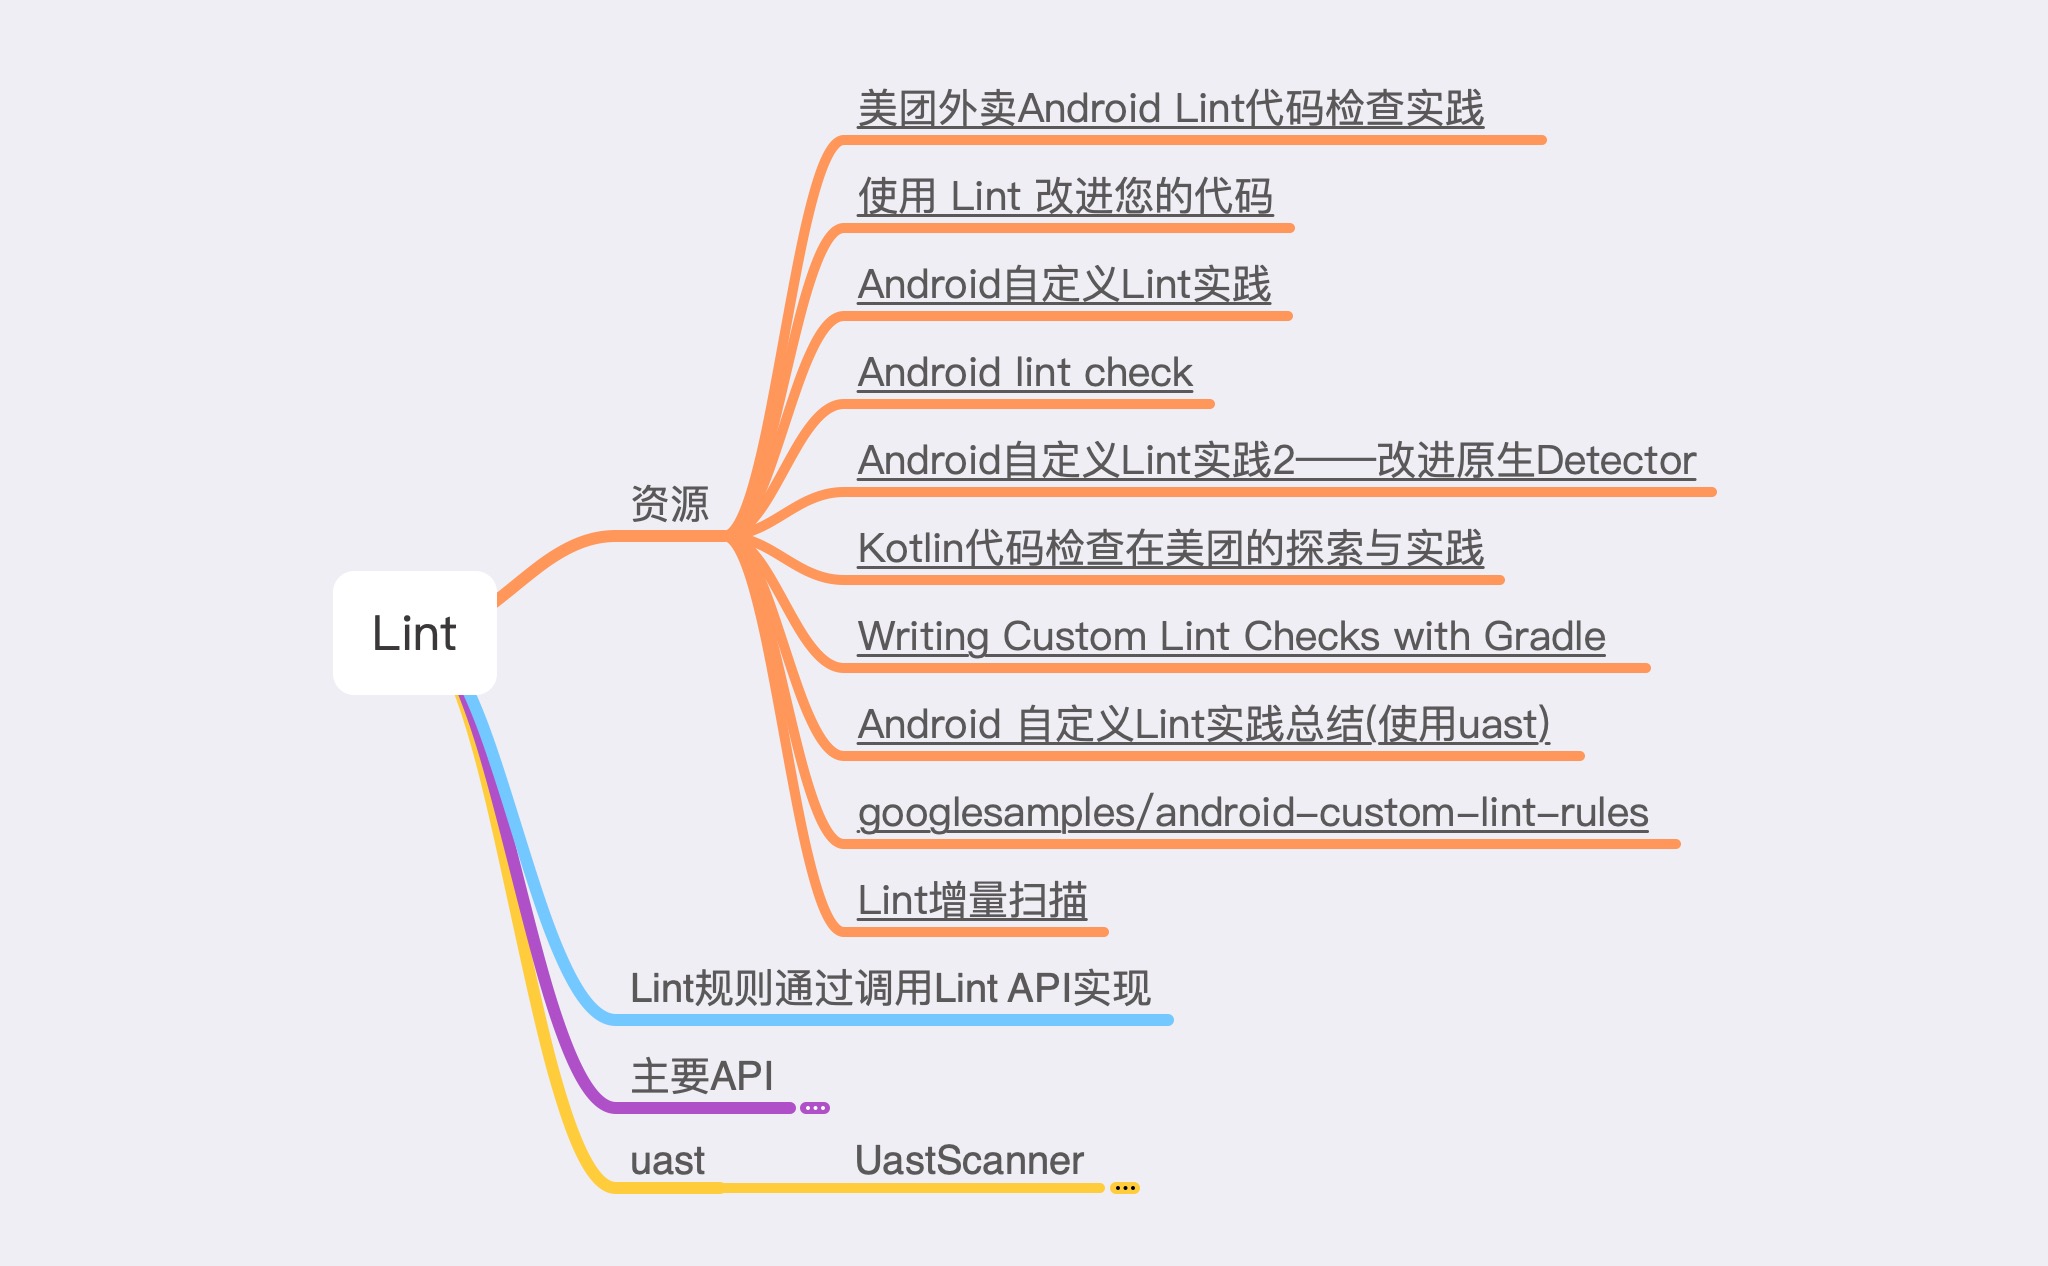 美团外卖Android Lint代码检查实践
使用 Lint 改进您的代码
Android自定义Lint实践
Android lint check
Android自定义Lint实践2——改进原生Detector
资源
Kotlin代码检查在美团的探索与实践
Lint
Writing Custom Lint Checks with Gradle
Android 自定义Lint实践总结(使用uast)
googlesamples/android-custom-lint-rules
Lint增量扫描
Lint规则通过调用Lint API实现
主要API
uast
UastScanner